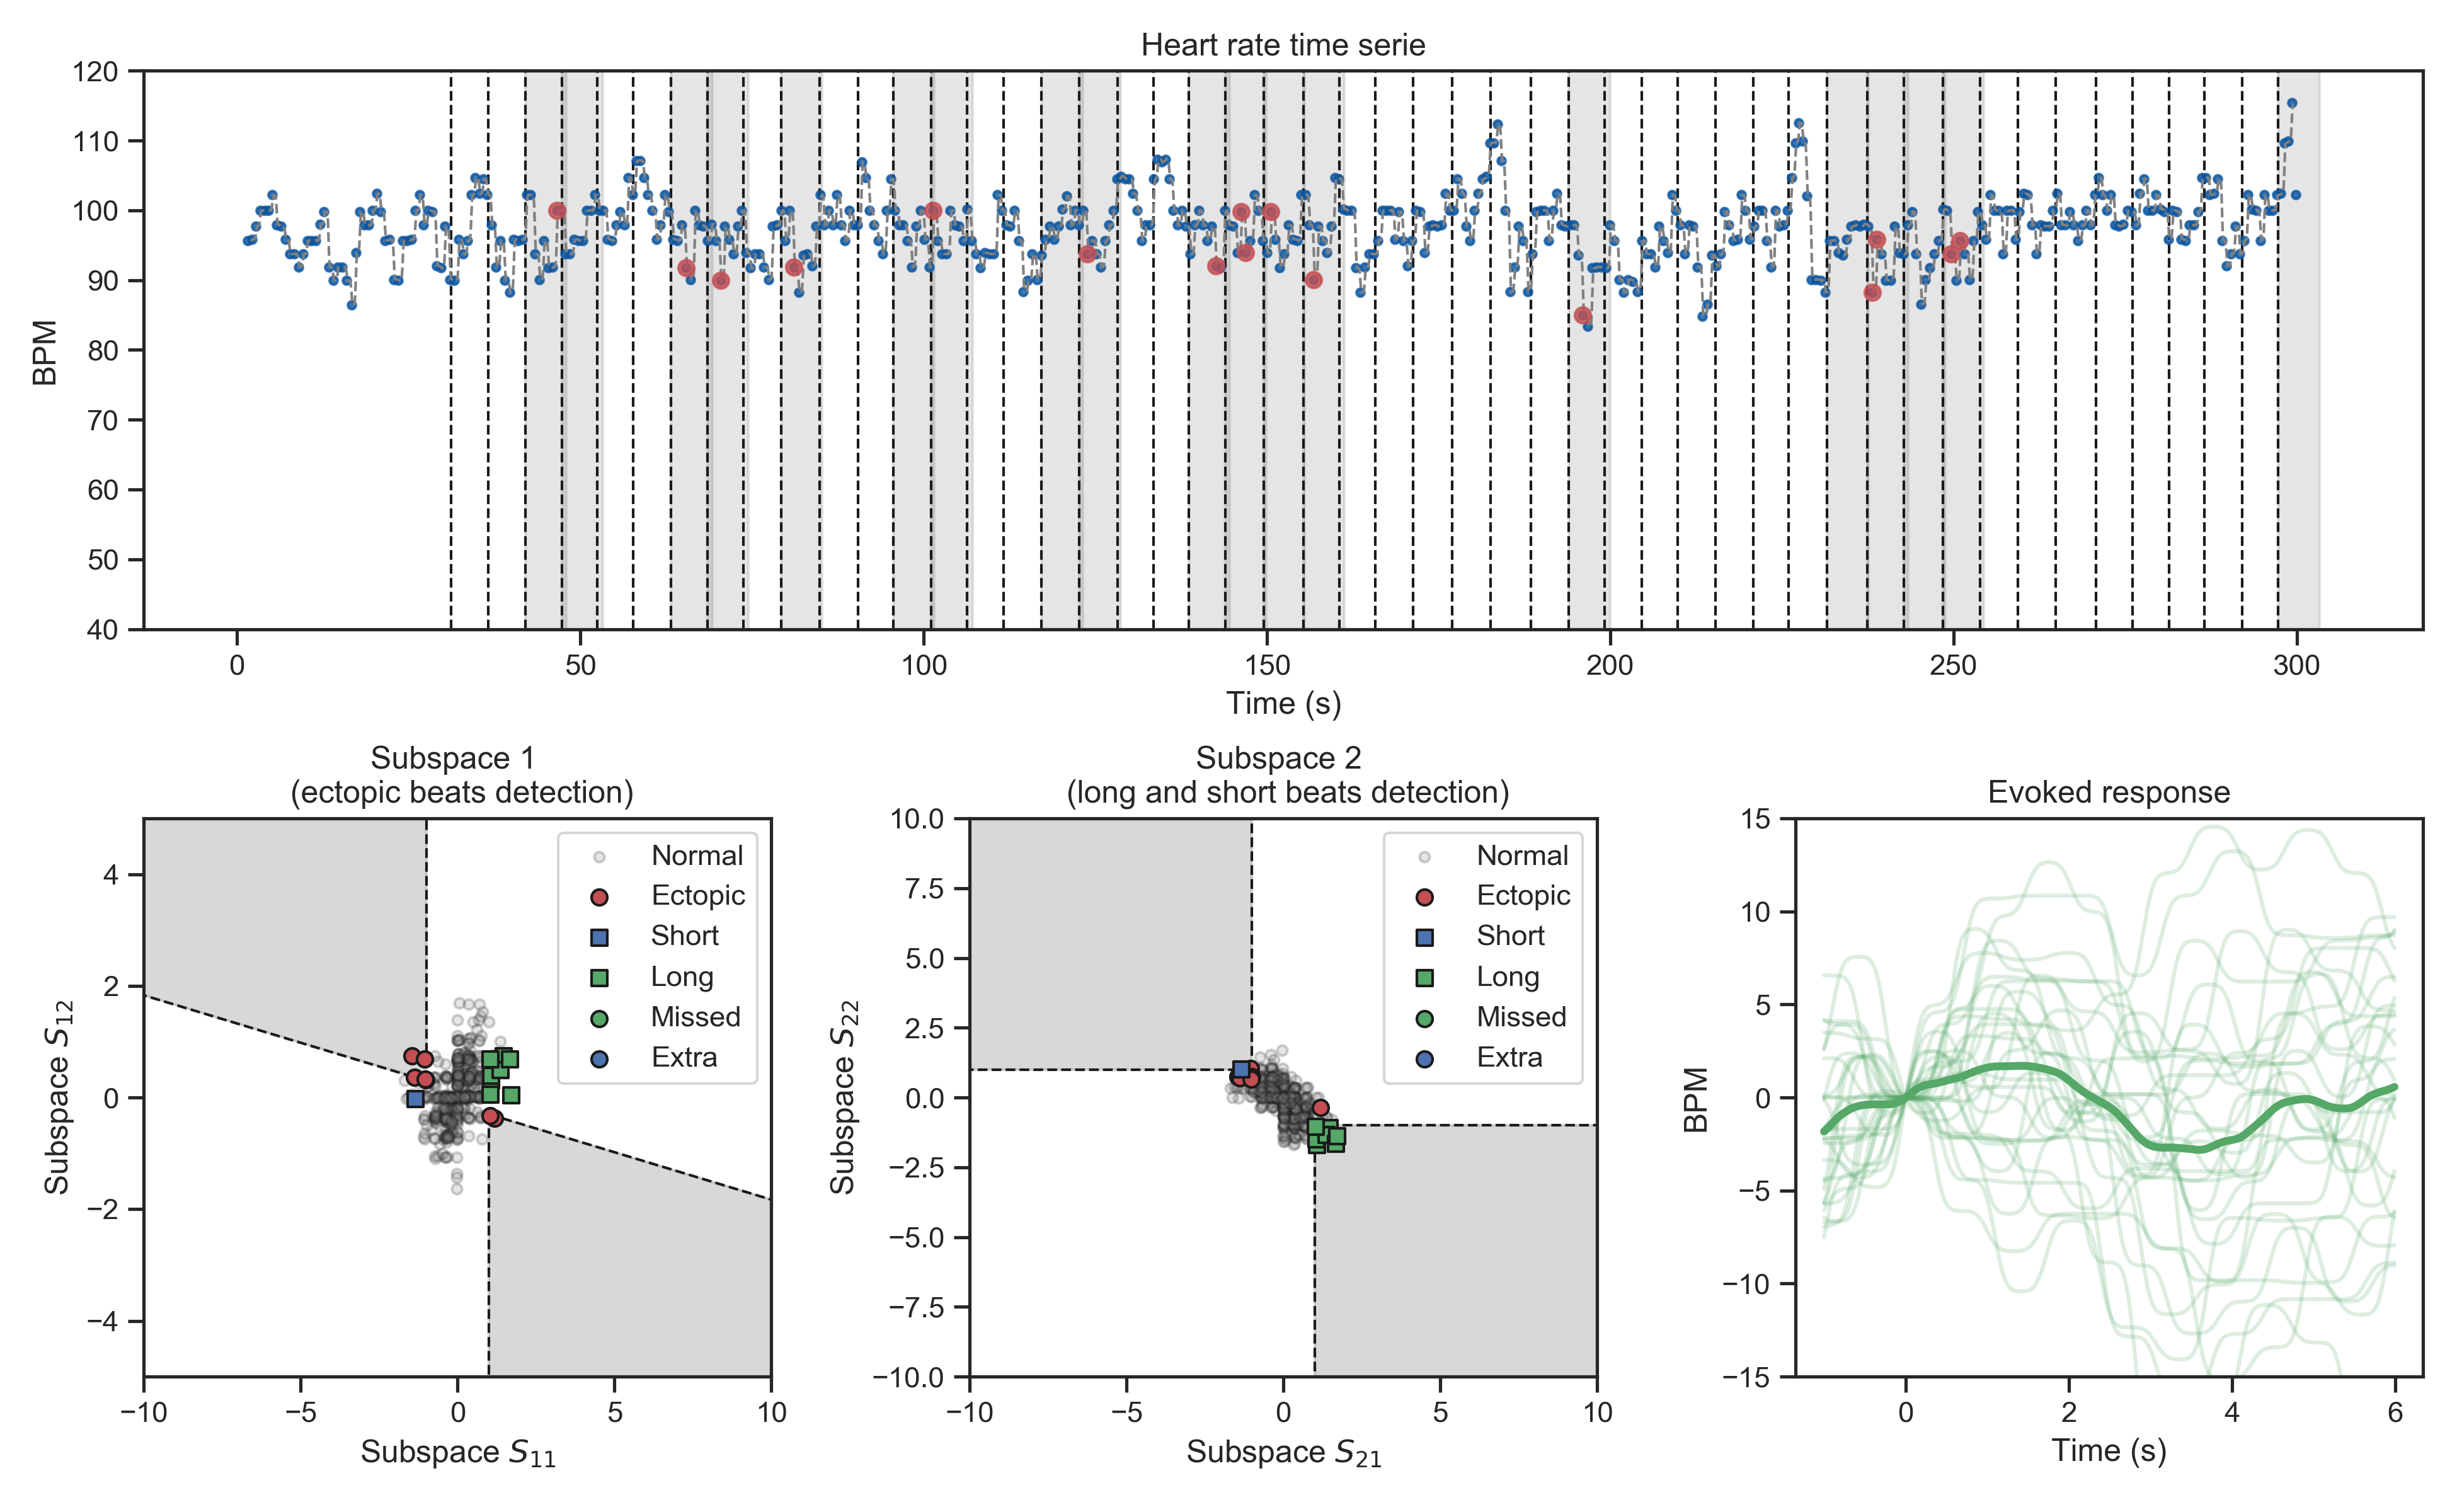 Heart rate time serie
120
110
100
90
80
70
60
50
40
BPM
0 50 100 150 200 250 300
Time (s)
Subspace 1
(ectopic beats detection)
4
2
0
−2
−4
Subspace S12
Normal
Ectopic
Short
Long
Missed
Extra
−10 −5 0 5 10
Subspace S11
Subspace 2
(long and short beats detection)
10.0
7.5
5.0
2.5
0.0
−2.5
−5.0
−7.5
−10.0
Subspace S22
Normal
Ectopic
Short
Long
Missed
Extra
−10 −5 0 5 10
Subspace S21
Evoked response
15
10
5
0
−5
−10
−15
BPM
0 2 4 6
Time (s)